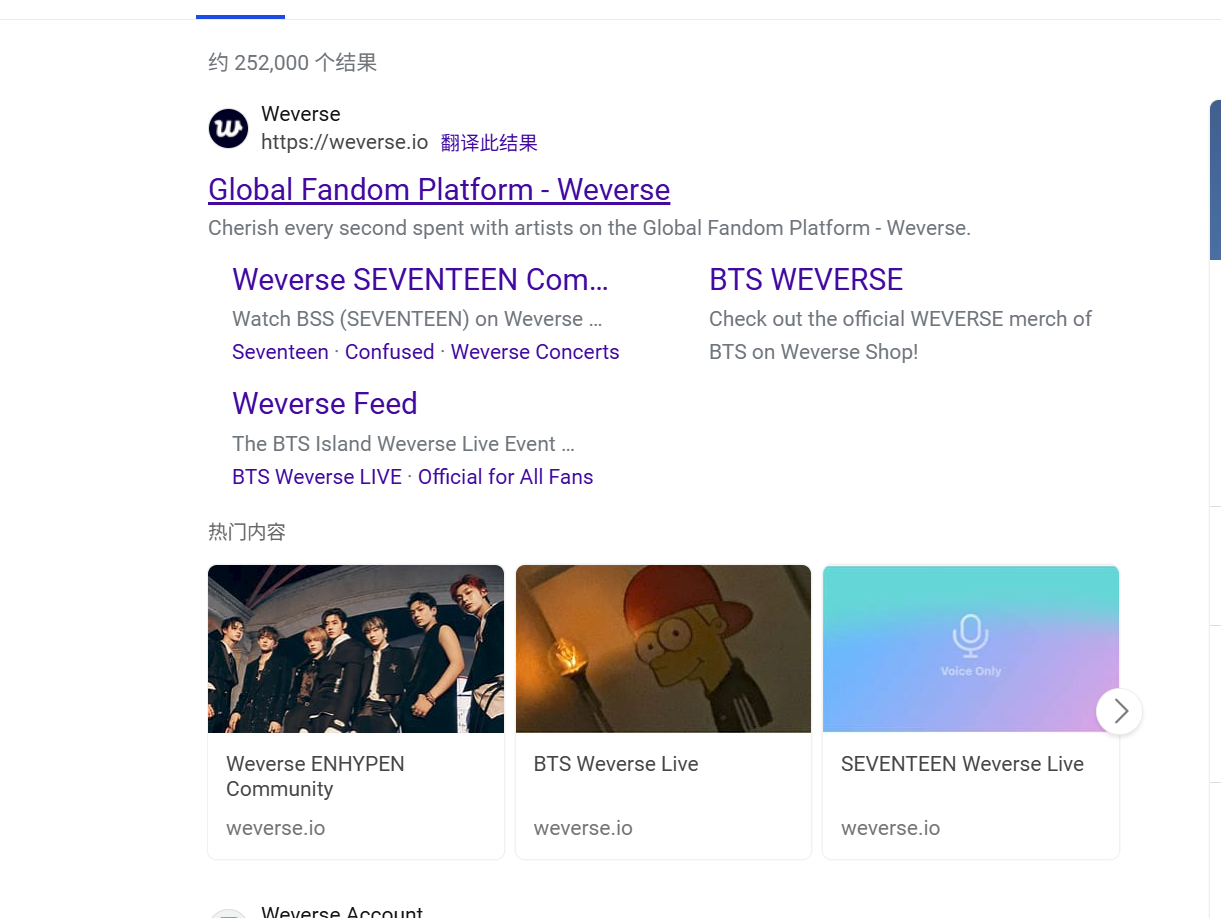 约 252,000 个结果
Weverse
https://weverse.io 翻译此结果
Global Fandom Platform - Weverse
Cherish every second spent with artists on the Global Fandom Platform - Weverse.
Weverse SEVENTEEN Com...
Watch BSS (SEVENTEEN) on Weverse ...
Seventeen · Confused · Weverse Concerts
BTS WEVERSE
Check out the official WEVERSE merch of
BTS on Weverse Shop!
Weverse Feed
The BTS Island Weverse Live Event ...
BTS Weverse LIVE · Official for All Fans
热门内容
Voice Only
Weverse ENHYPEN
Community
weverse.io
BTS Weverse Live
weverse.io
SEVENTEEN Weverse Live
weverse.io
Weverse Account